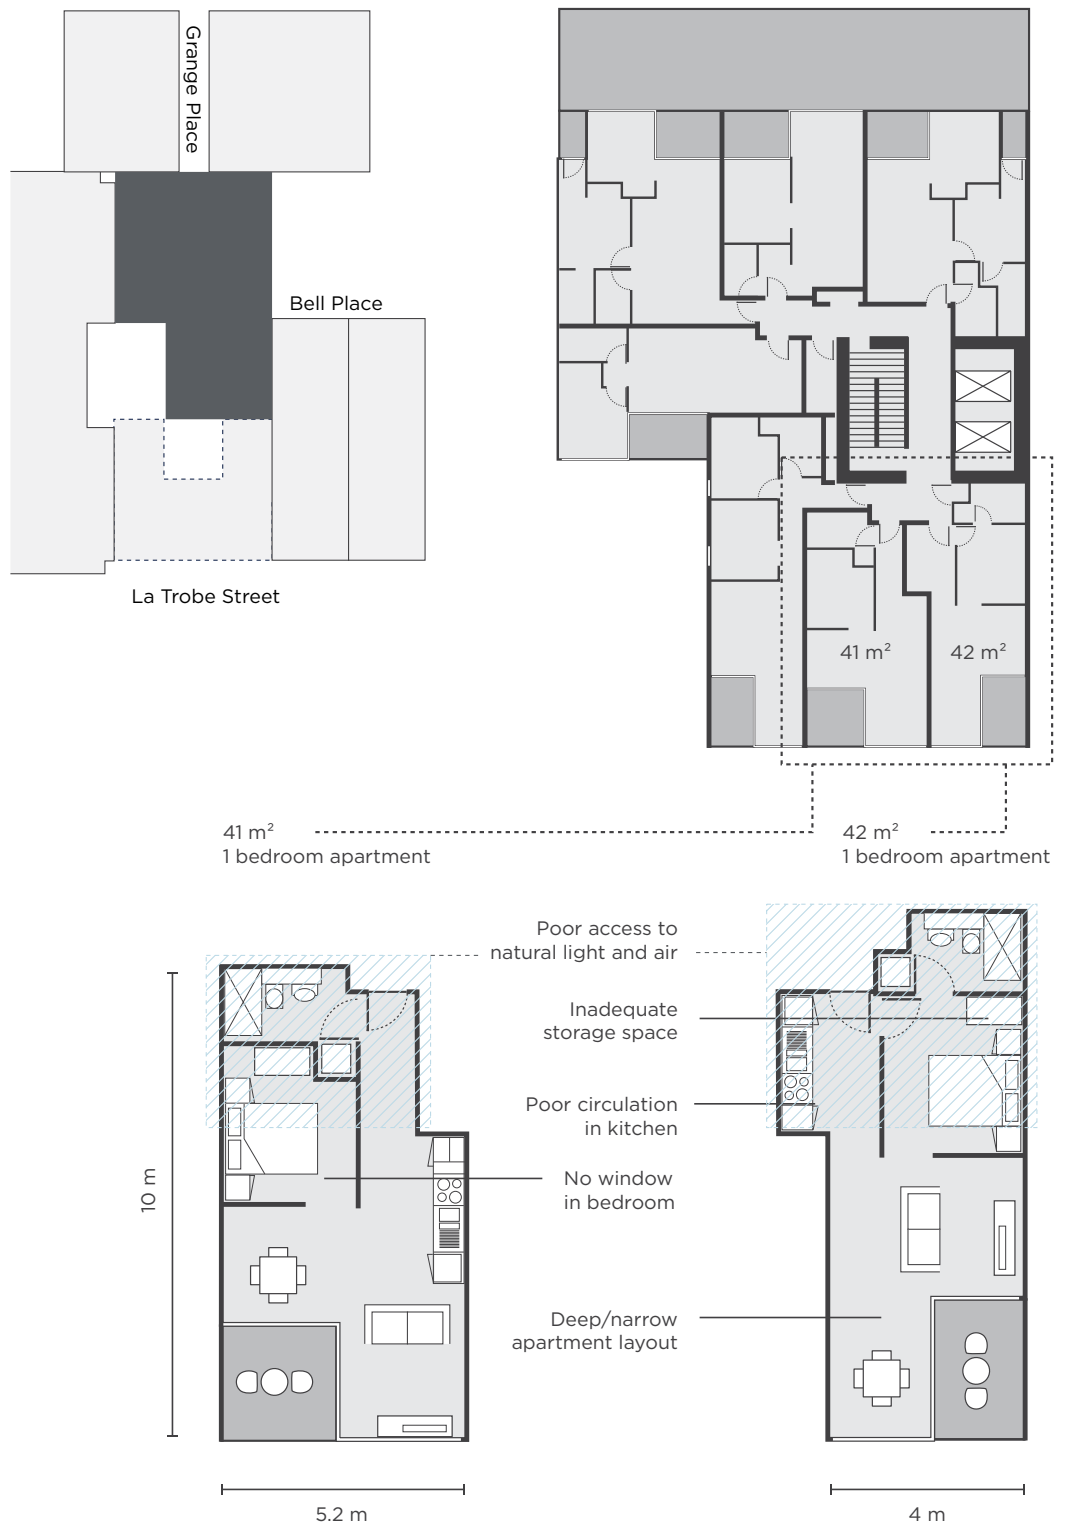 Grange Place
Bell Place
La Trobe Street
41 m²
42 m²
41 m²
1 bedroom apartment
42 m²
1 bedroom apartment
Poor access to
natural light and air
Inadequate
storage space
Poor circulation
in kitchen
No window
in bedroom
Deep/narrow
apartment layout
10 m
5.2 m
4 m